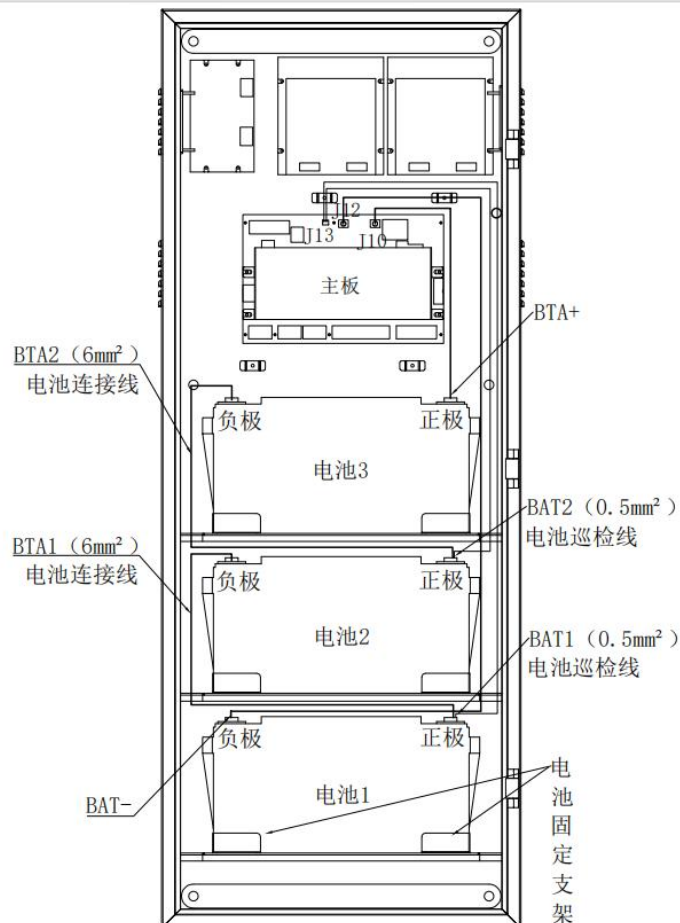 J12
J13
J10
主板
BTA+
BTA2（6mm²）
电池连接线
负极
正极
电池3
BAT2（0.5mm²）
电池巡检线
BTA1（6mm²）
电池连接线
负极
正极
电池2
BAT1（0.5mm²）
电池巡检线
负极
正极
电池1
BAT-
电池固定支架